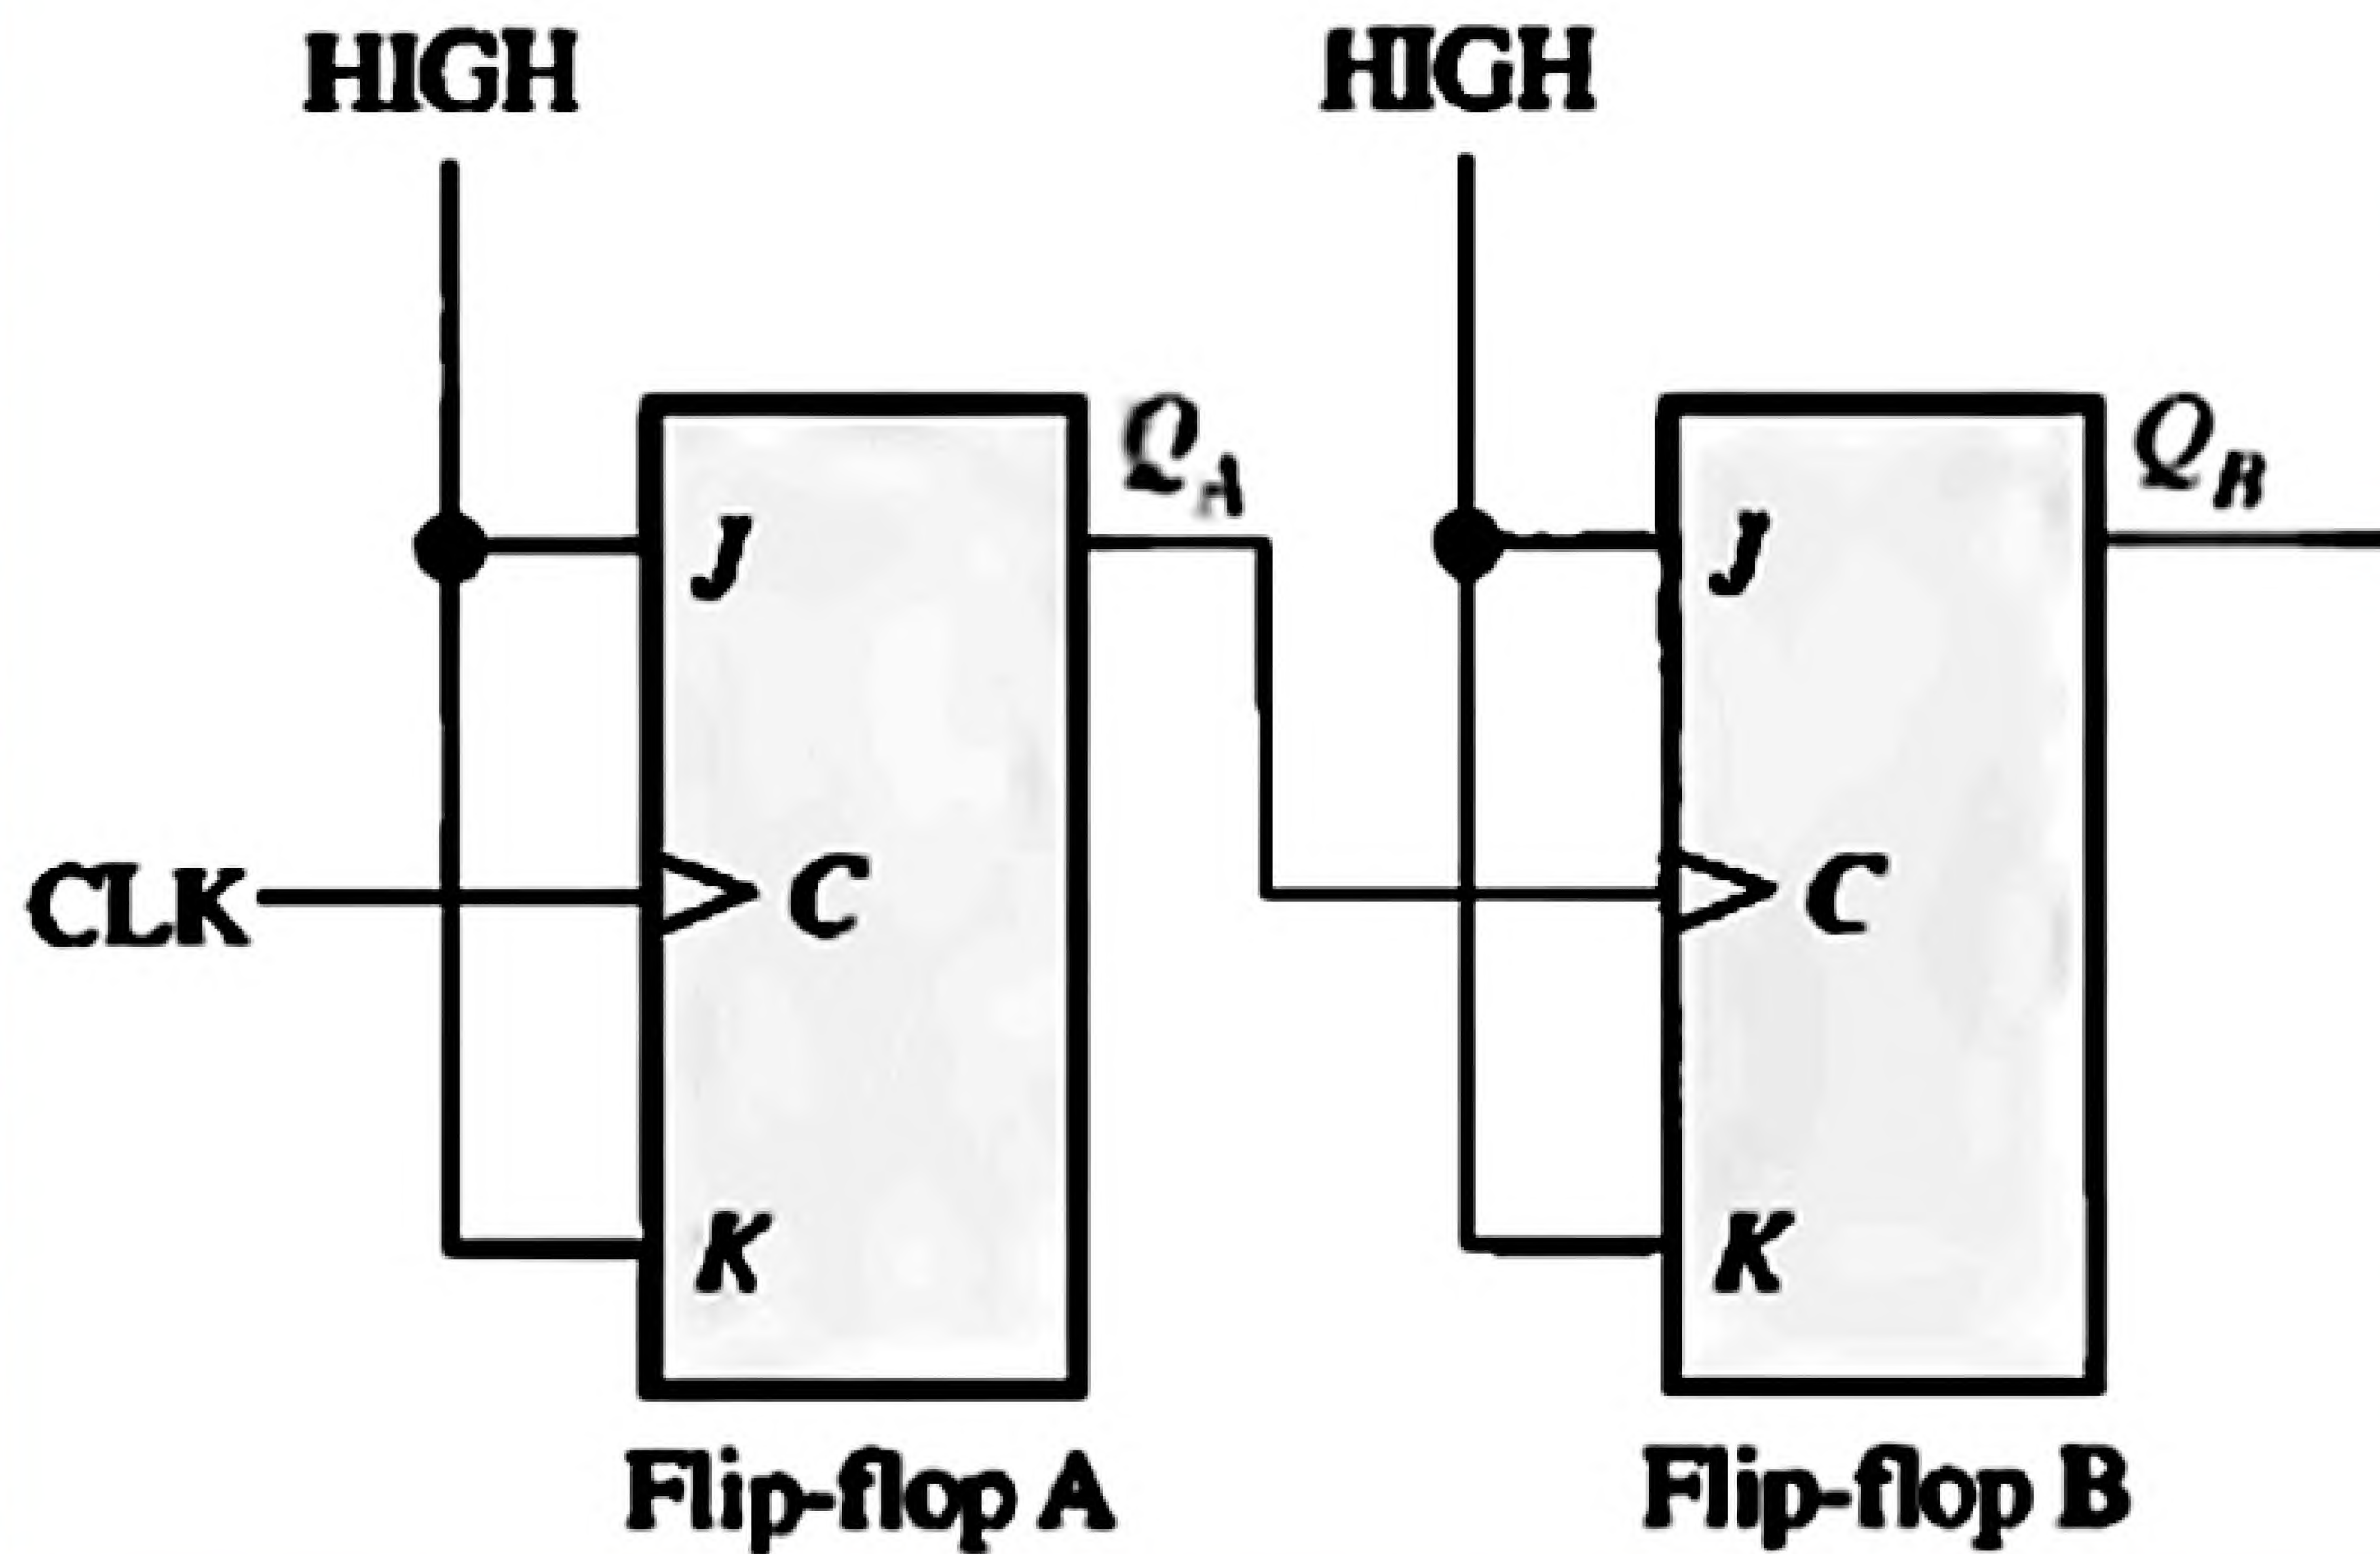 HIGH HIGH
Q_A Q_B
J J
CLK C C
K K
Flip-flop A Flip-flop B